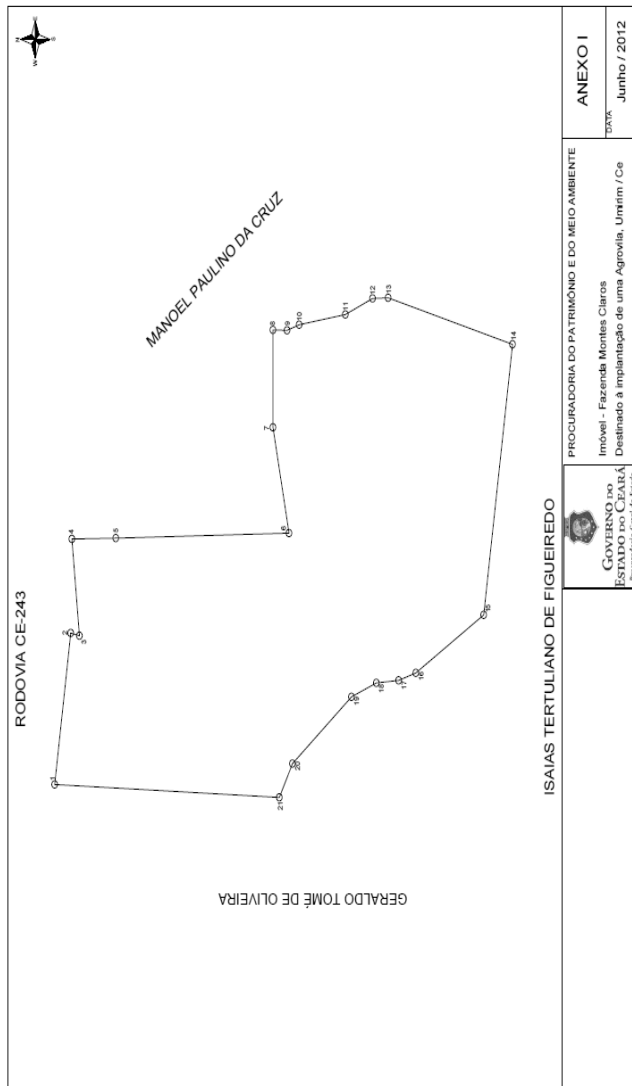 RODOVIA CE-243
N
E
W
S
MANOEL PAULINO DA CRUZ
GERALDO TOMÉ DE OLIVEIRA
ISAIAS TERTULIANO DE FIGUEIREDO
1
2
3
4
5
6
7
8
9
10
11
12
13
14
15
16
17
18
19
20
21
GOVERNO DO
ESTADO DO CEARÁ
PROCURADORIA DO PATRIMÔNIO E DO MEIO AMBIENTE
Imóvel - Fazenda Montes Claros
Destinado à implantação de uma Agrovila, Umirim / Ce
ANEXO I
DATA
Junho / 2012